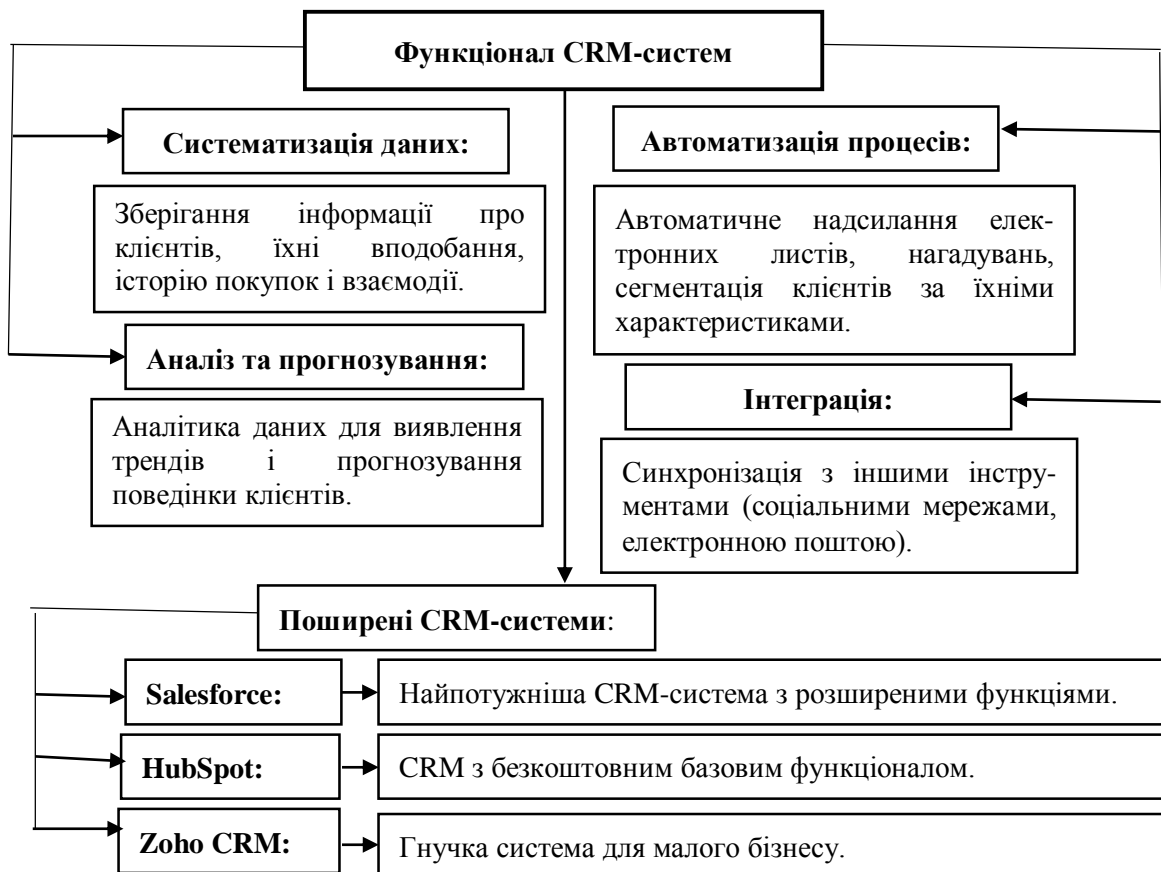 Функціонал CRM-систем
Систематизація даних:
Зберігання інформації про
клієнтів, їхні вподобання,
історію покупок і взаємодії.
Аналіз та прогнозування:
Аналітика даних для виявлення
трендів і прогнозування
поведінки клієнтів.
Автоматизація процесів:
Автоматичне надсилання елек-
тронних листів, нагадувань,
сегментація клієнтів за їхніми
характеристиками.
Інтеграція:
Синхронізація з іншими інстру-
ментами (соціальними мережами,
електронною поштою).
Поширені CRM-системи:
Salesforce:
Найпотужніша CRM-система з розширеними функціями.
HubSpot:
CRM з безкоштовним базовим функціоналом.
Zoho CRM:
Гнучка система для малого бізнесу.